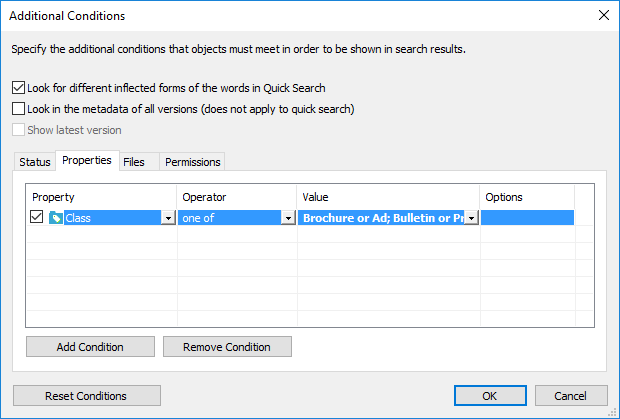 Additional Conditions
Specify the additional conditions that objects must meet in order to be shown in search results.
Look for different inflected forms of the words in Quick Search
Look in the metadata of all versions (does not apply to quick search)
Show latest version
Status Properties Files Permissions
Property Operator Value Options
Class one of Brochure or Ad; Bulletin or Pr
Add Condition Remove Condition
Reset Conditions OK Cancel